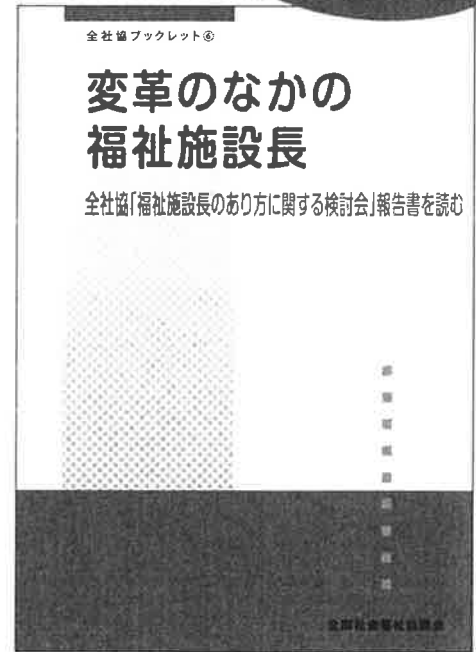 全社協ブックレット⑥
変革のなかの
福祉施設長
全社協「福祉施設長のあり方に関する検討会」報告書を読む
全国社会福祉協議会